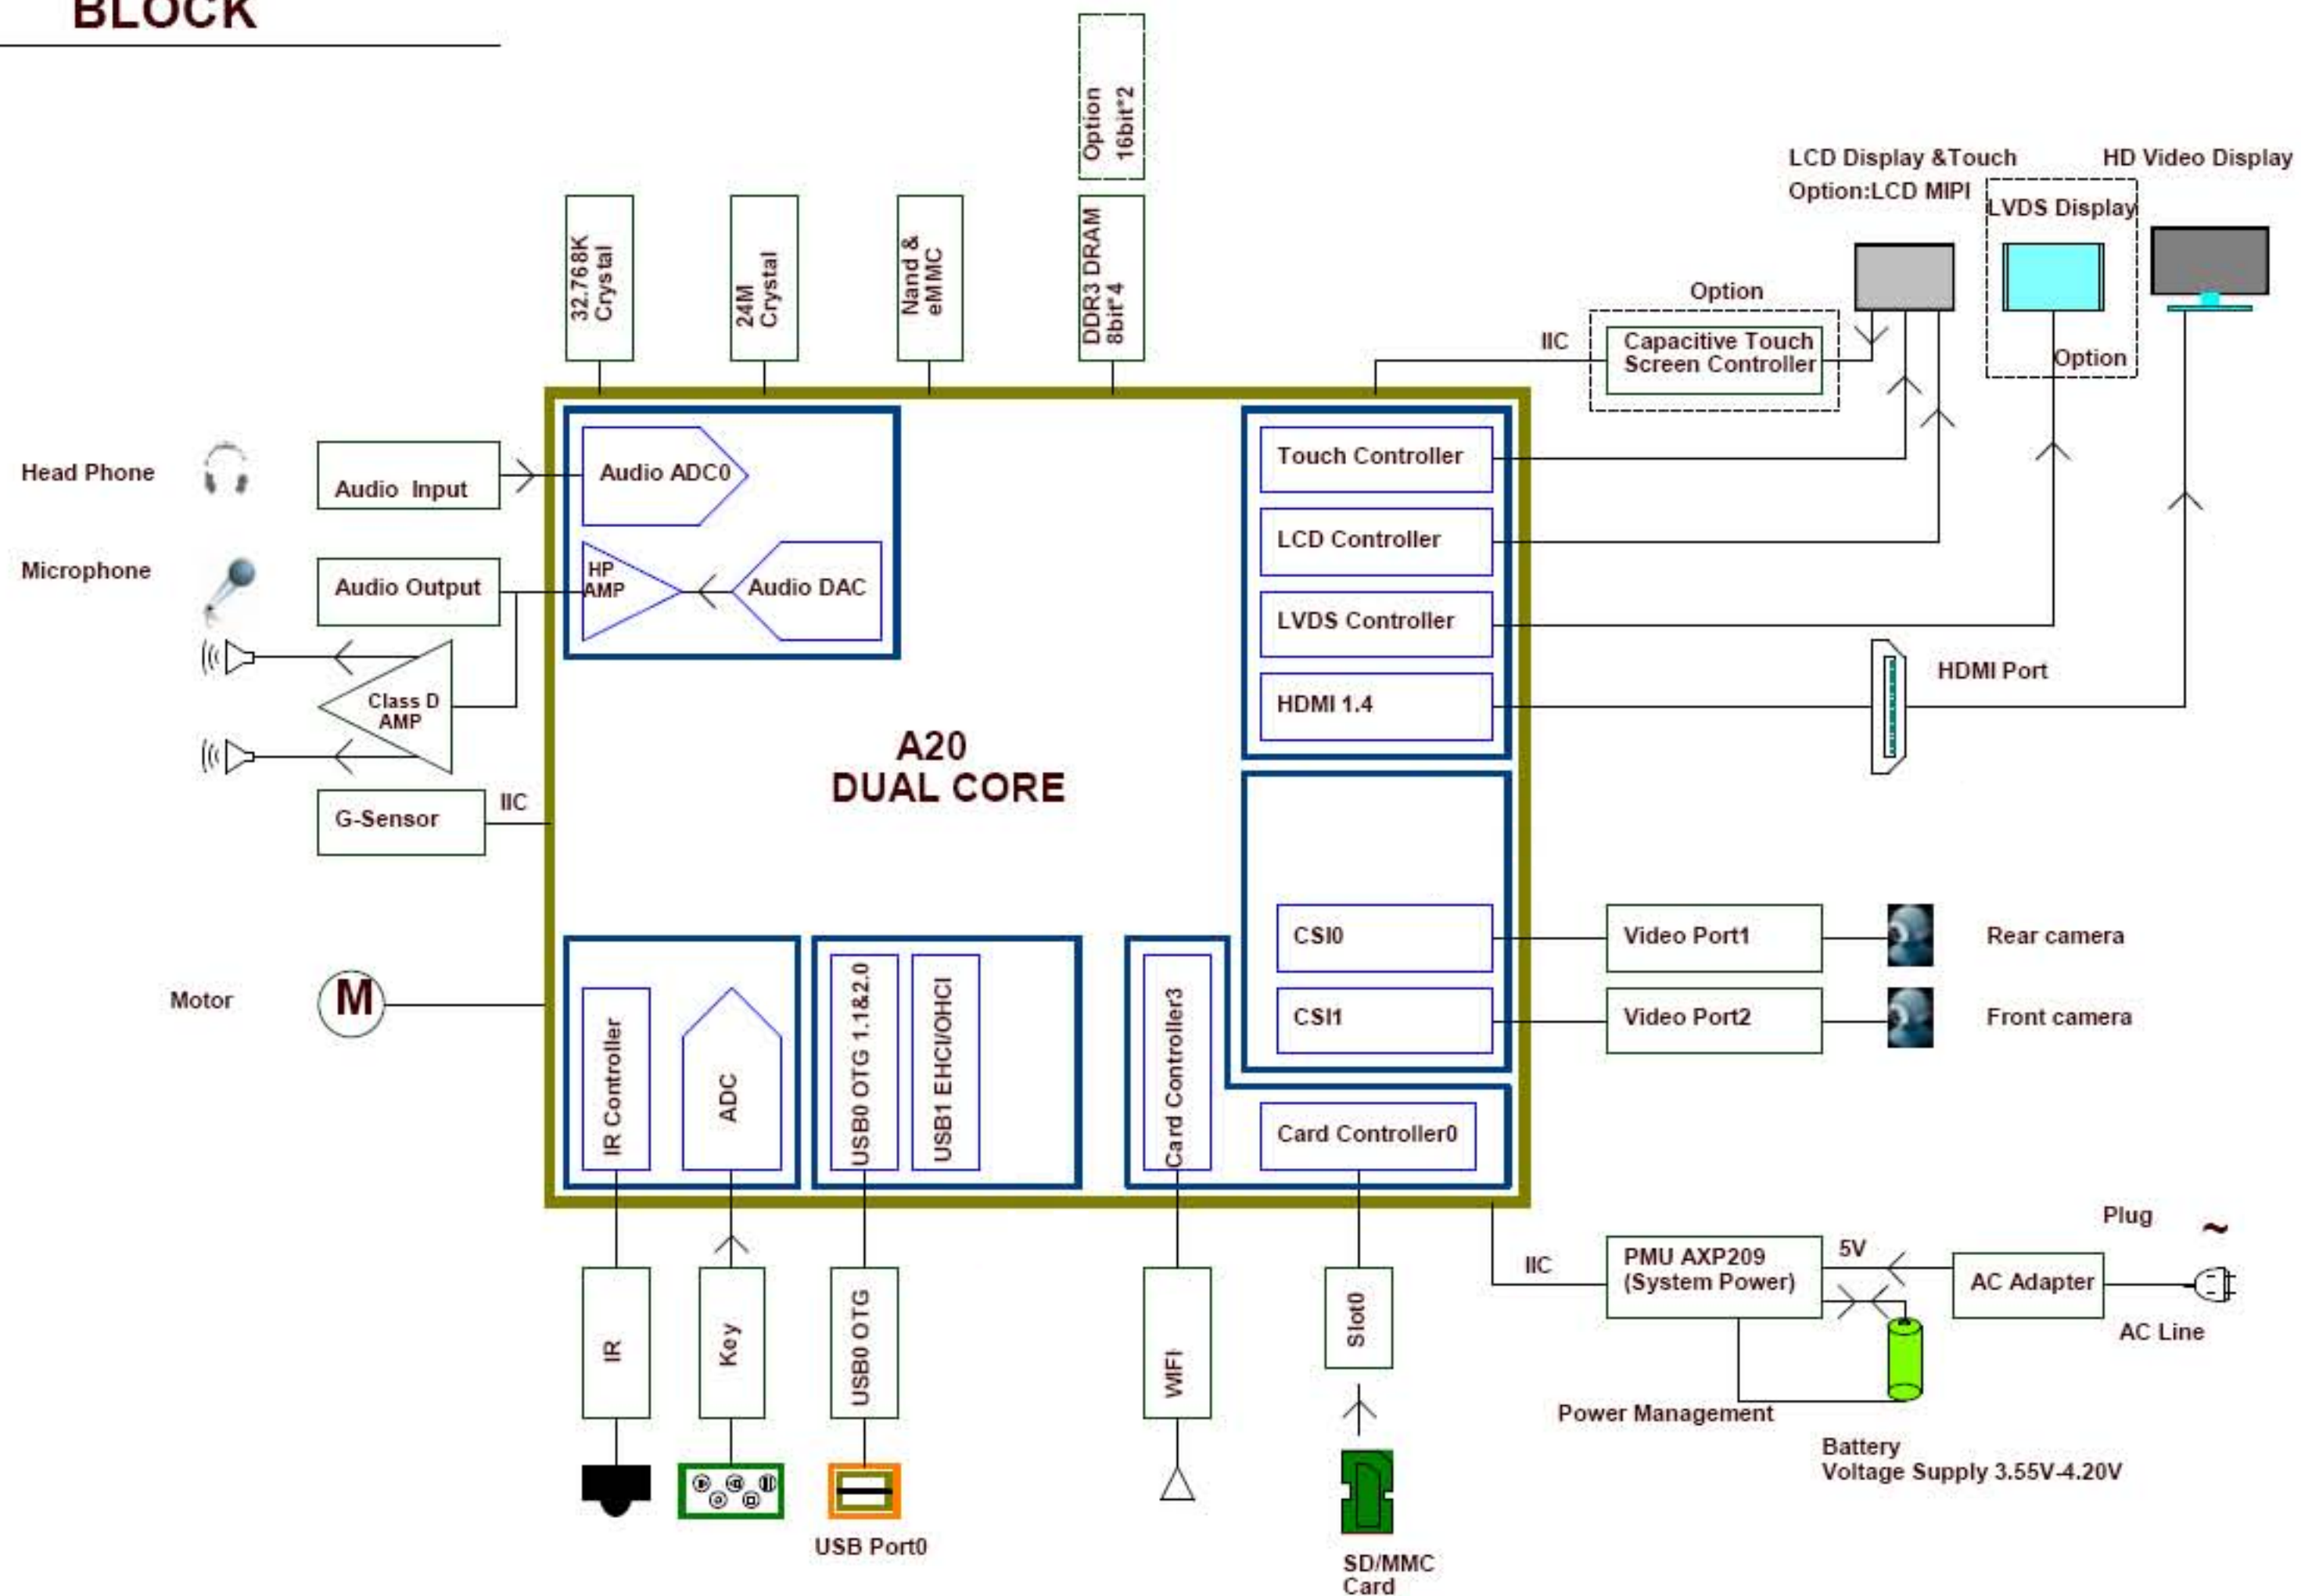 BLOCK
Option
16bit*2
32.768K
Crystal
24M
Crystal
Nand &
eMMC
DDR3 DRAM
8bit*4
LCD Display &Touch
Option:LCD MIPI
HD Video Display
LVDS Display
Option
Option
IIC
Capacitive Touch
Screen Controller
Head Phone
Audio Input
Audio ADC0
Touch Controller
LCD Controller
Microphone
Audio Output
HP
AMP
Audio DAC
LVDS Controller
HDMI Port
Class D
AMP
HDMI 1.4
A20
DUAL CORE
G-Sensor
IIC
CSI0
Video Port1
Rear camera
Motor
M
CSI1
Video Port2
Front camera
IR Controller
ADC
USB0 OTG 1.1&2.0
USB1 EHCI/OHCI
Card Controller3
Card Controller0
Plug
~
IIC
PMU AXP209
(System Power)
5V
AC Adapter
AC Line
IR
Key
USB0 OTG
WIFI
Slot0
Power Management
Battery
Voltage Supply 3.55V-4.20V
USB Port0
SD/MMC
Card